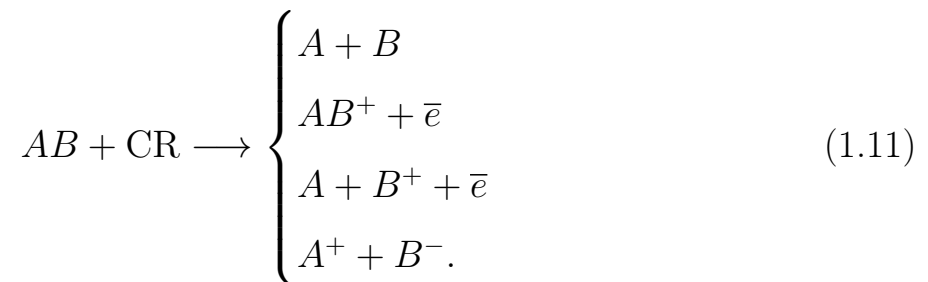 A + B
AB⁺ + e̅
AB + CR ⟶ { (1.11)
A + B⁺ + e̅
A⁺ + B⁻.